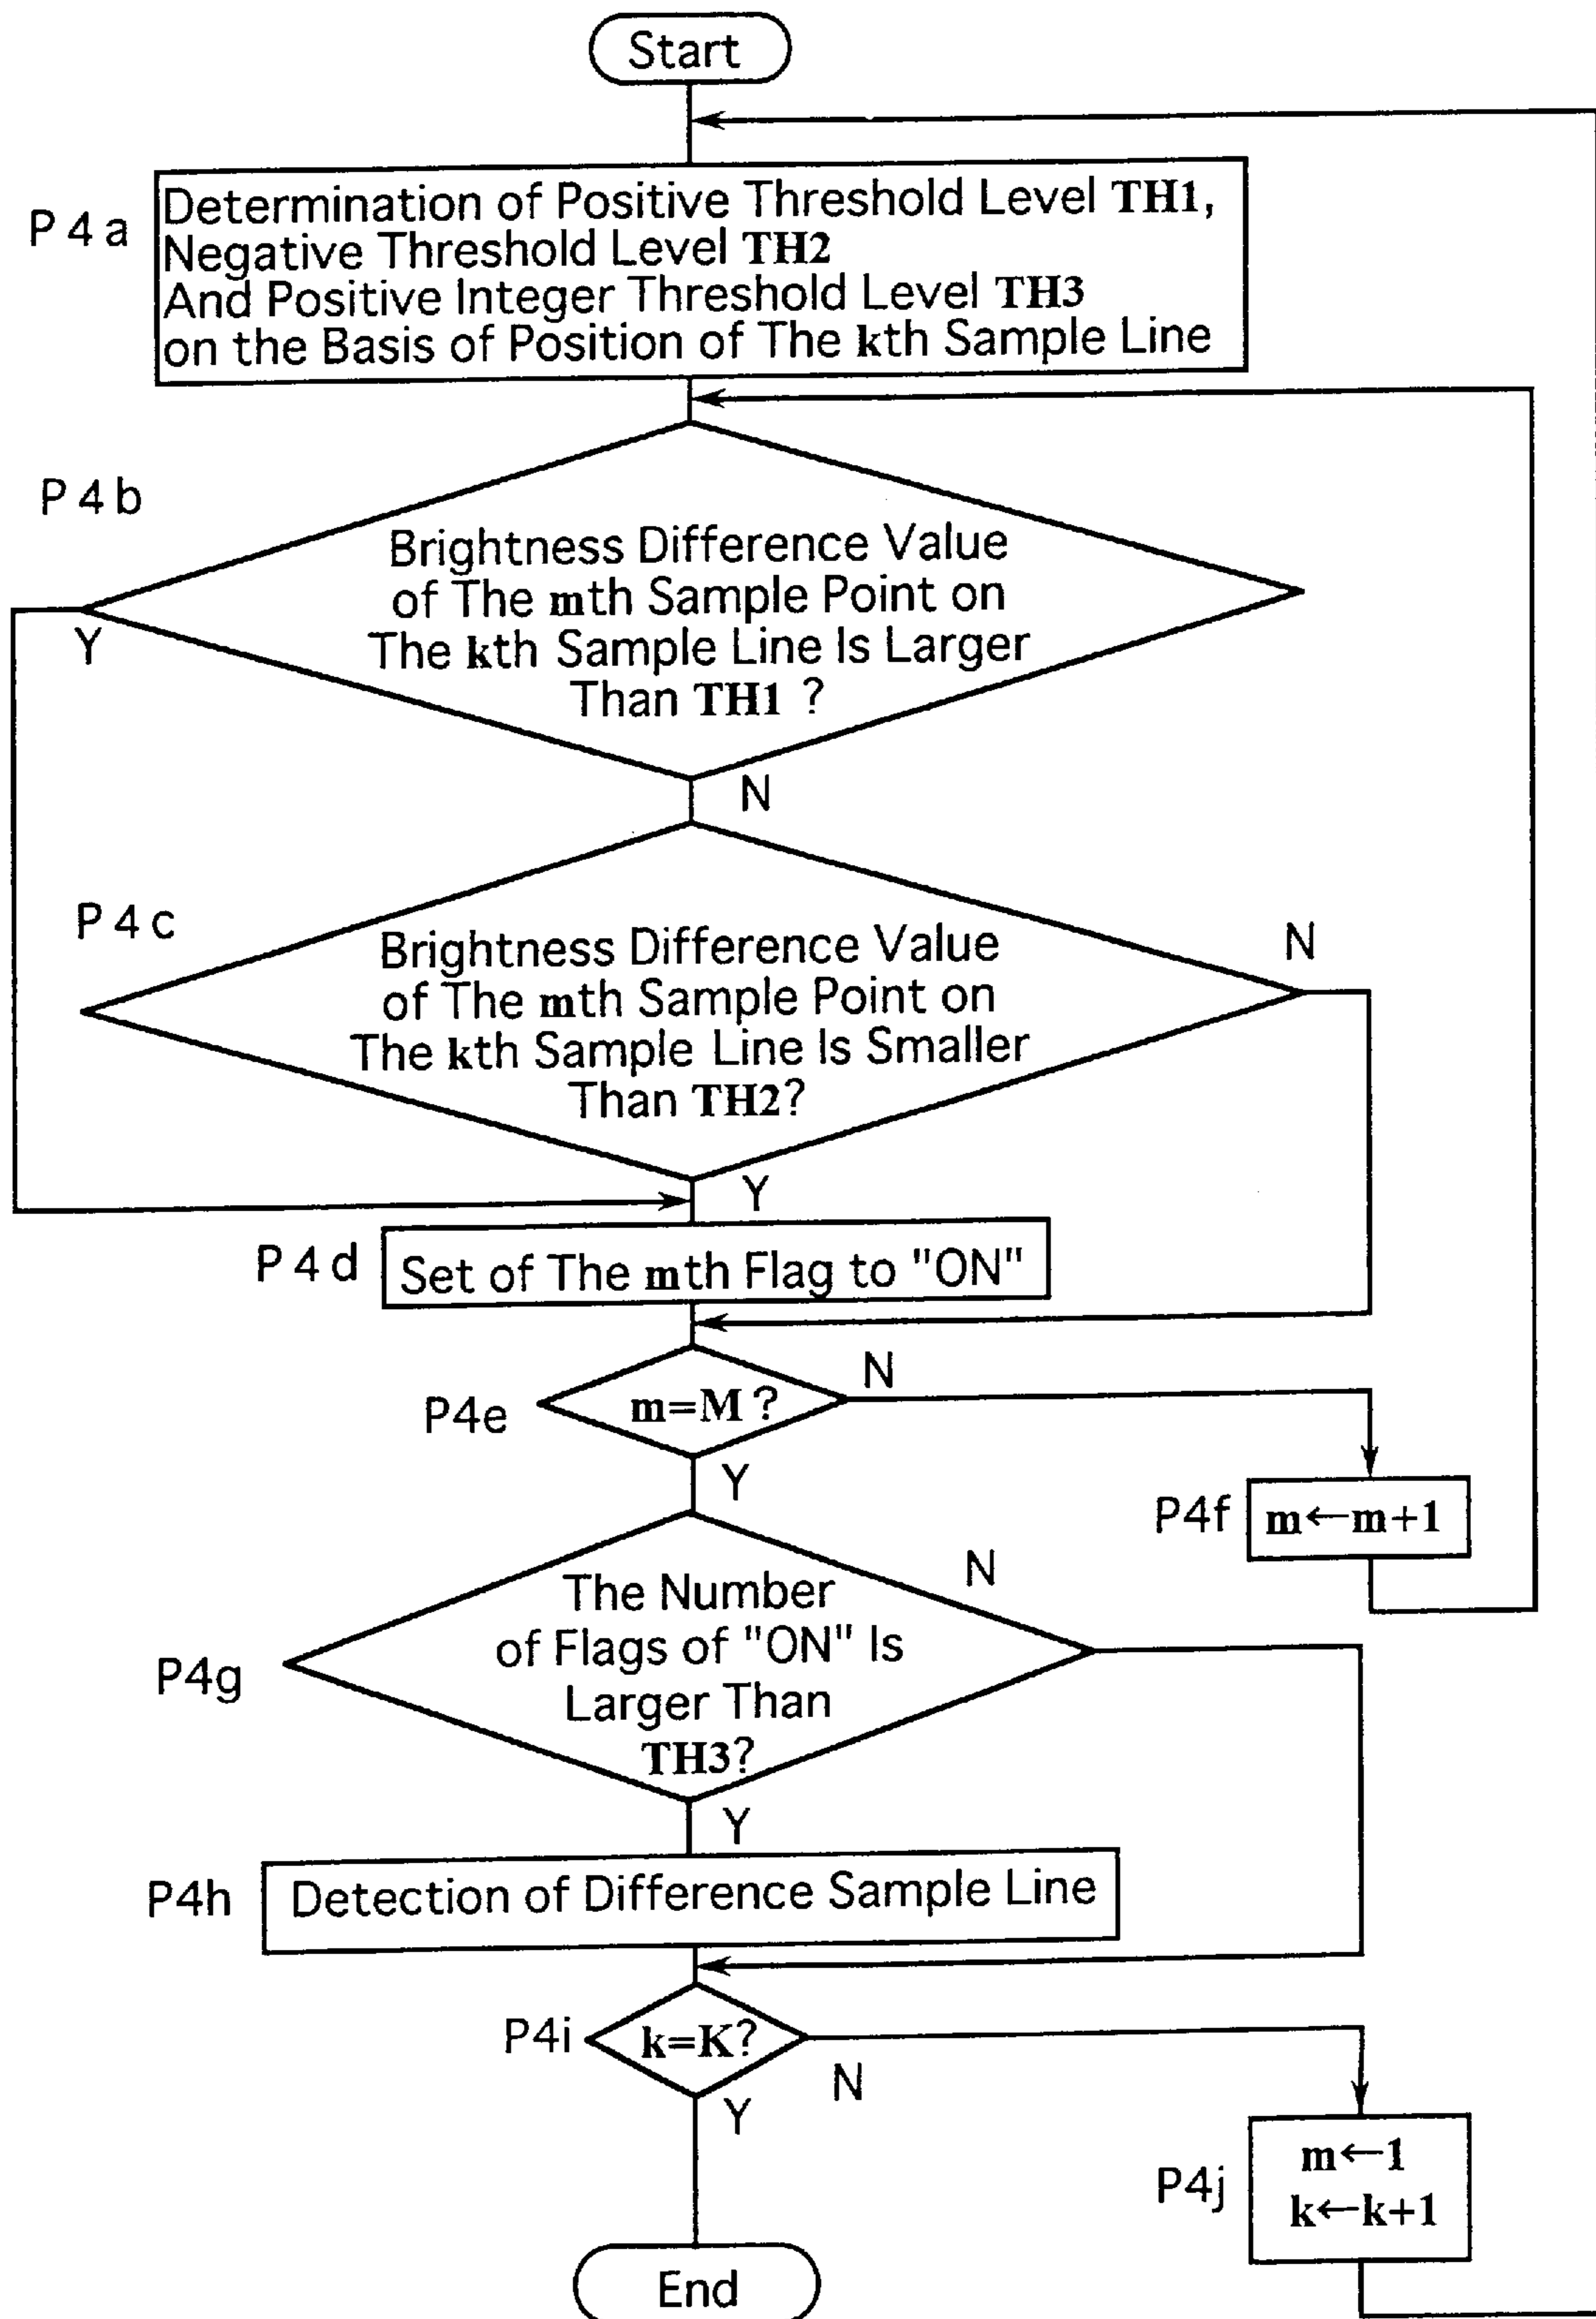 Start
P4a
Determination of Positive Threshold Level TH1,
Negative Threshold Level TH2
And Positive Integer Threshold Level TH3
on the Basis of Position of The kth Sample Line
P4b
Brightness Difference Value
of The mth Sample Point on
The kth Sample Line Is Larger
Than TH1 ?
Y
N
P4c
Brightness Difference Value
of The mth Sample Point on
The kth Sample Line Is Smaller
Than TH2?
N
Y
P4d
Set of The mth Flag to "ON"
P4e
m=M ?
N
Y
P4f
m←m+1
P4g
The Number
of Flags of "ON" Is
Larger Than
TH3?
N
Y
P4h
Detection of Difference Sample Line
P4i
k=K?
N
Y
P4j
m←1
k←k+1
End